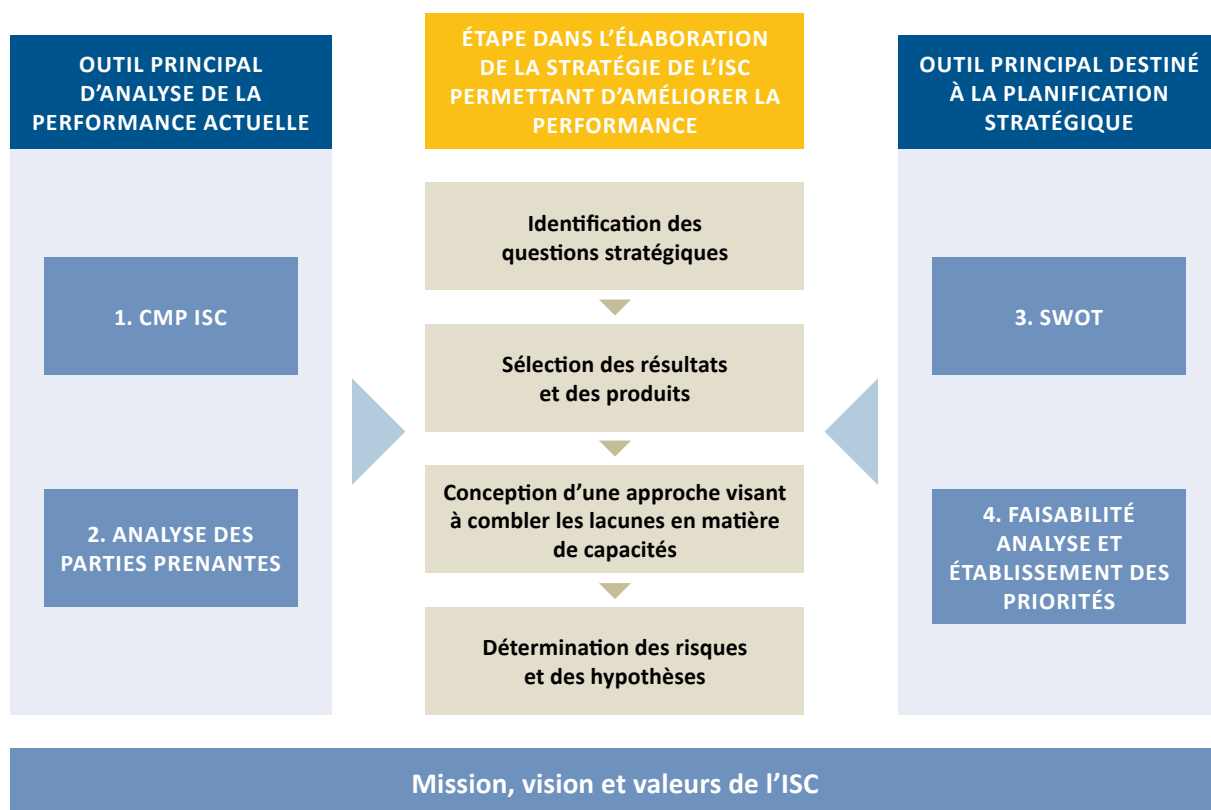 OUTIL PRINCIPAL
D’ANALYSE DE LA
PERFORMANCE ACTUELLE
1. CMP ISC
2. ANALYSE DES
PARTIES PRENANTES
ÉTAPE DANS L’ÉLABORATION
DE LA STRATÉGIE DE L’ISC
PERMETTANT D’AMÉLIORER LA
PERFORMANCE
Identification des
questions stratégiques
Sélection des résultats
et des produits
Conception d’une approche visant
à combler les lacunes en matière
de capacités
Détermination des risques
et des hypothèses
OUTIL PRINCIPAL DESTINÉ
À LA PLANIFICATION
STRATÉGIQUE
3. SWOT
4. FAISABILITÉ
ANALYSE ET
ÉTABLISSEMENT DES
PRIORITÉS
Mission, vision et valeurs de l’ISC